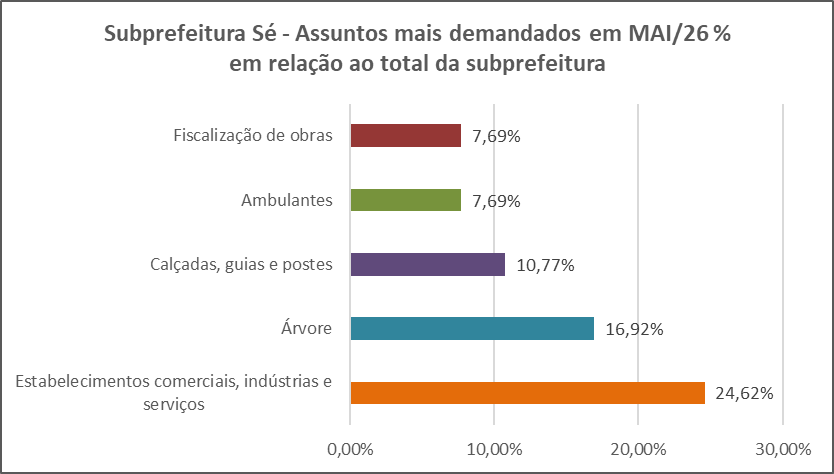 Subprefeitura Sé - Assuntos mais demandados em MAI/26 %
em relação ao total da subprefeitura
Fiscalização de obras
7,69%
Ambulantes
7,69%
Calçadas, guias e postes
10,77%
Árvore
16,92%
Estabelecimentos comerciais, indústrias e
serviços
24,62%
0,00%
10,00%
20,00%
30,00%